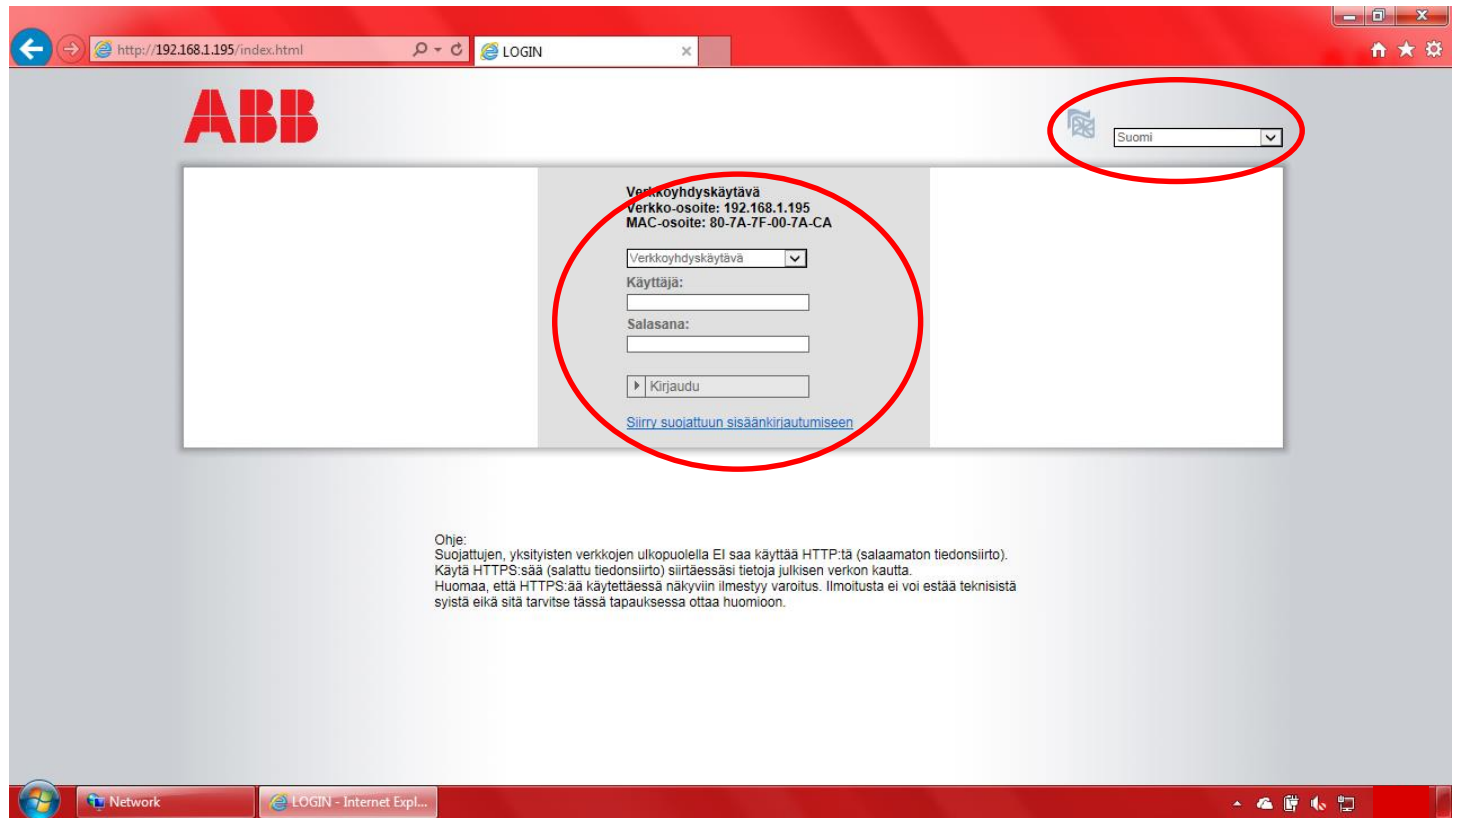 http://192.168.1.195/index.html
LOGIN
ABB
Suomi
Verkkoyhdyskäytävä
Verkko-osoite: 192.168.1.195
MAC-osoite: 80-7A-7F-00-7A-CA
Verkkoyhdyskäytävä
Käyttäjä:
Salasana:
Kirjaudu
Siirry suojattuun sisäänkirjautumiseen
Ohje:
Suojattujen, yksityisten verkkojen ulkopuolella EI saa käyttää HTTP:tä (salaamaton tiedonsiirto).
Käytä HTTPS:sää (salattu tiedonsiirto) siirtäessäsi tietoja julkisen verkon kautta.
Huomaa, että HTTPS:ää käytettäessä näkyviin ilmestyy varoitus. Ilmoitusta ei voi estää teknisistä
syistä eikä sitä tarvitse tässä tapauksessa ottaa huomioon.
Network
LOGIN - Internet Expl...